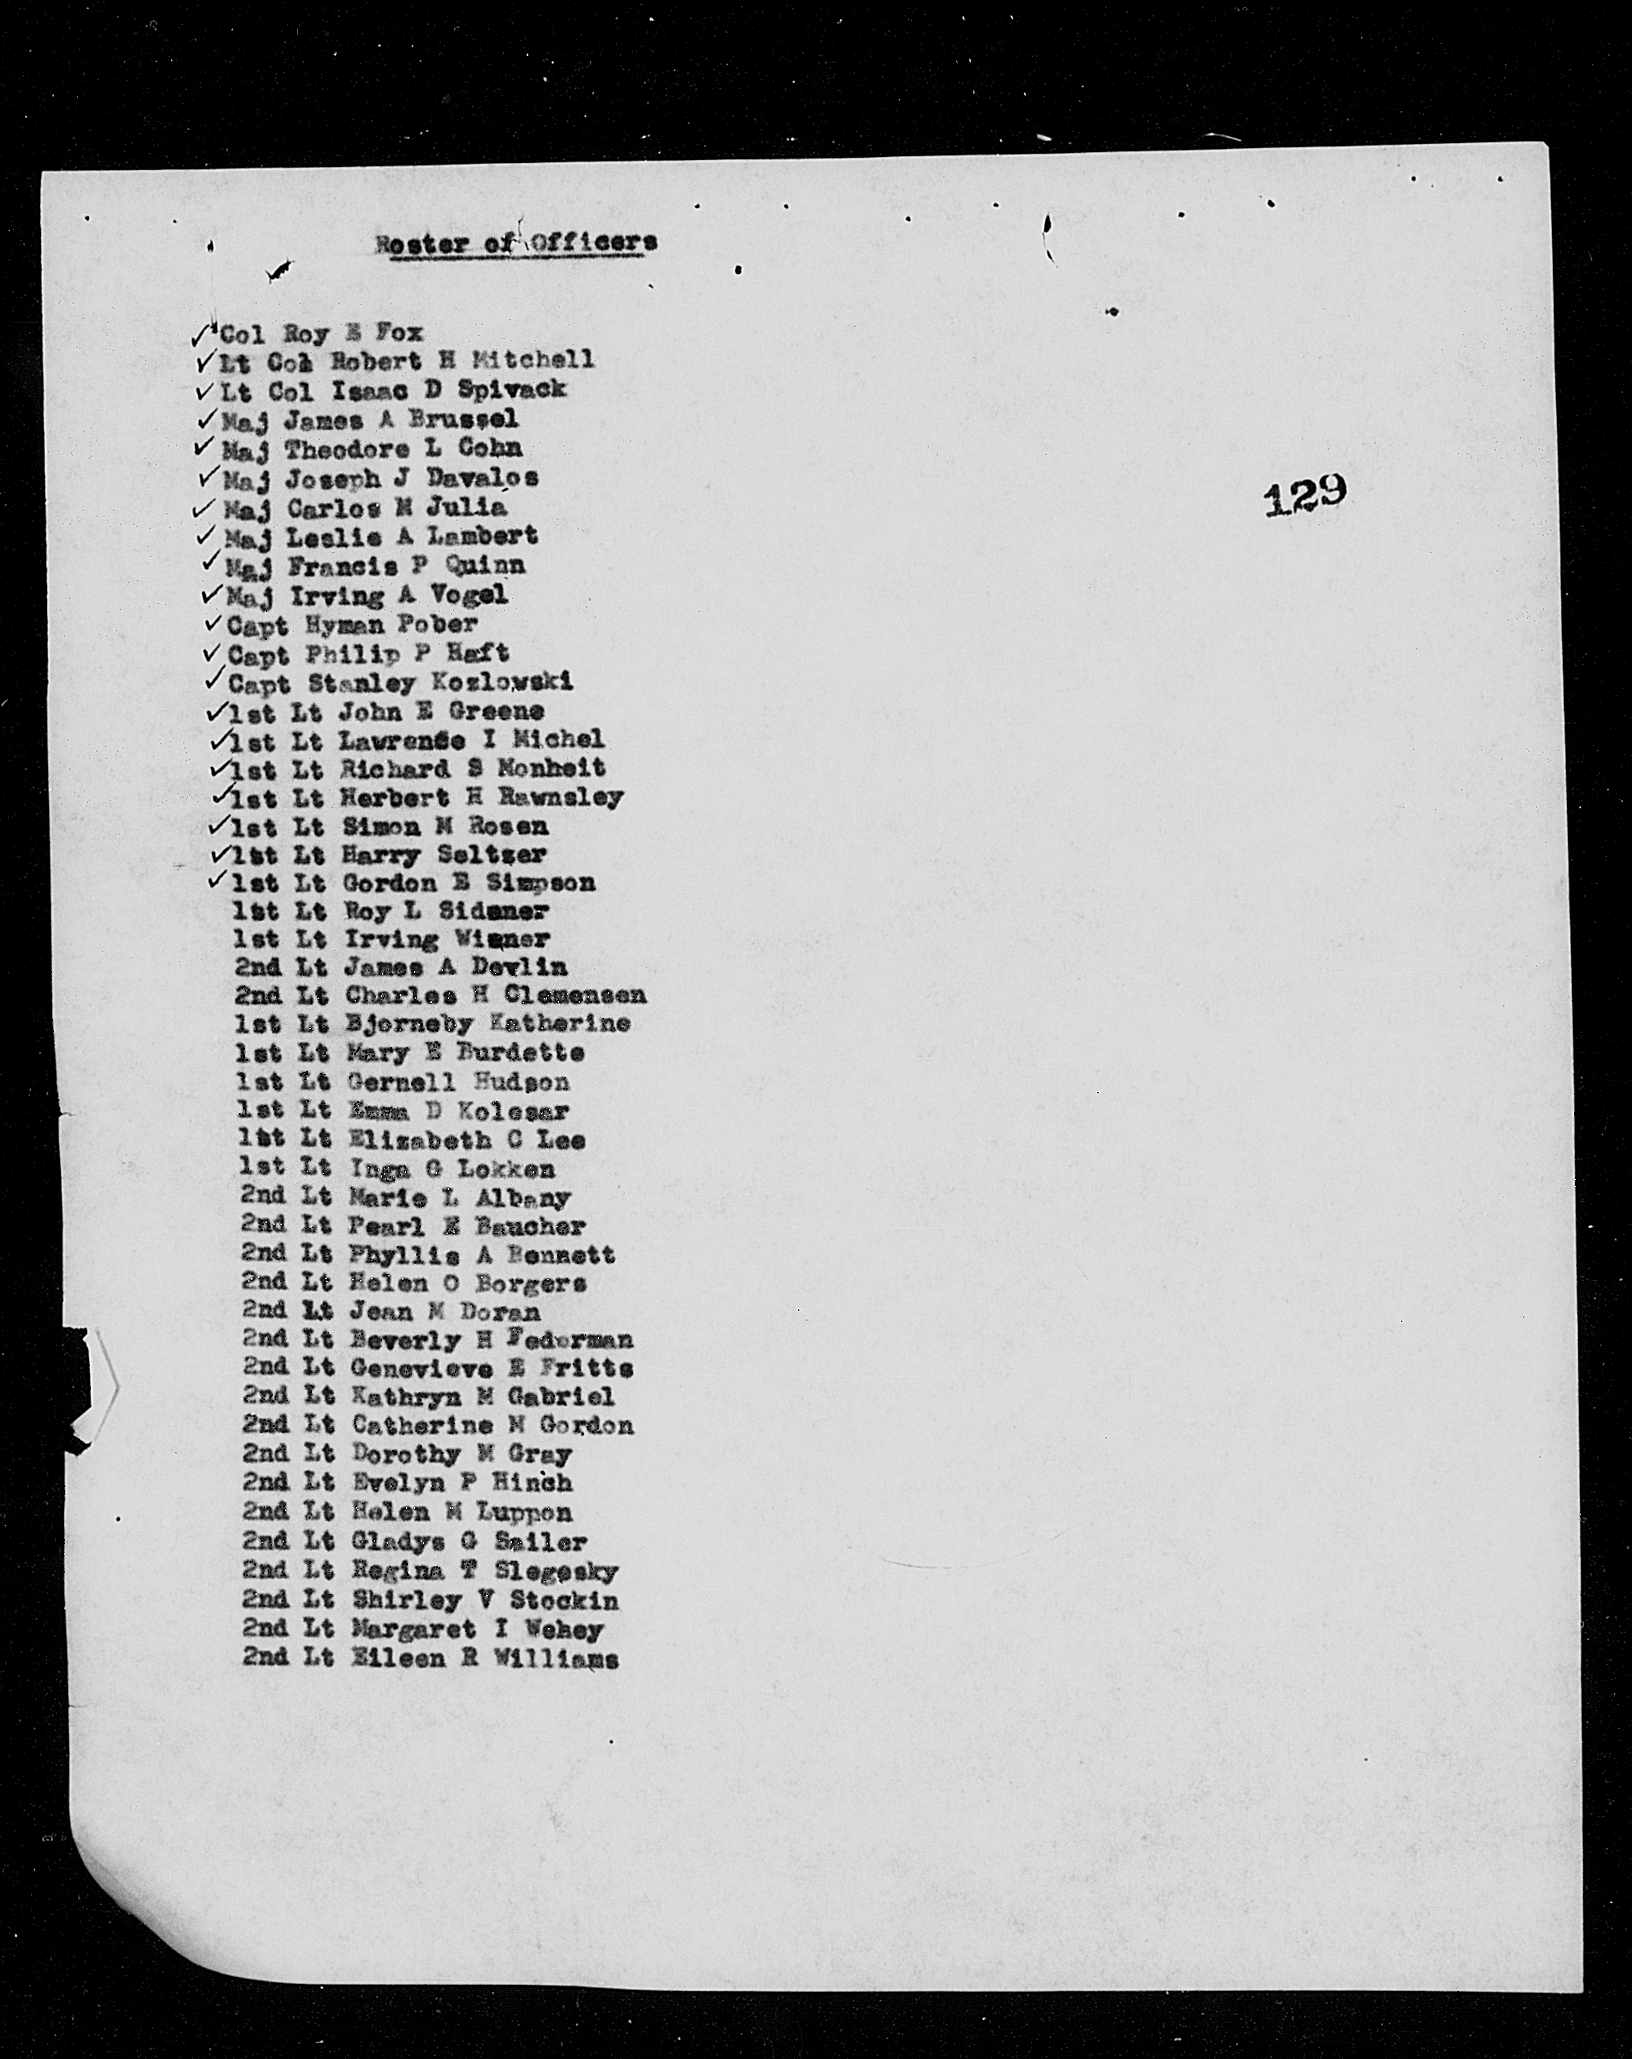 Roster of Officers
✓Col Roy E Fox
✓Lt Col Robert H Mitchell
✓Lt Col Isaac D Spivack
✓Maj James A Brussel
✓Maj Theodore L Cohn
129
✓Maj Joseph J Davalos
✓Maj Carlos M Julia
✓Maj Leslie A Lambert
✓Maj Francis P Quinn
✓Maj Irving A Vogel
✓Capt Hyman Pober
✓Capt Philip P Haft
✓Capt Stanley Kozlowski
✓1st Lt John E Greene
✓1st Lt Lawrence I Michel
✓1st Lt Richard S Monheit
✓1st Lt Herbert H Rawnsley
✓1st Lt Simon M Rosen
✓1st Lt Harry Seltzer
✓1st Lt Gordon E Simpson
1st Lt Roy L Sidener
1st Lt Irving Wiener
2nd Lt James A Devlin
2nd Lt Charles H Clemensen
1st Lt Bjorneby Katherine
1st Lt Mary E Burdette
1st Lt Gernell Hudson
1st Lt Emma D Kolesar
1st Lt Elizabeth C Lee
1st Lt Inga G Lokken
2nd Lt Marie L Albany
2nd Lt Pearl E Baucher
2nd Lt Phyllis A Bennett
2nd Lt Helen O Borgers
2nd Lt Jean M Doran
2nd Lt Beverly H Federman
2nd Lt Genevieve E Fritts
2nd Lt Kathryn M Gabriel
2nd Lt Catherine M Gordon
2nd Lt Dorothy M Gray
2nd Lt Evelyn P Hinch
2nd Lt Helen M Luppon
2nd Lt Gladys G Sailer
2nd Lt Regina T Slegesky
2nd Lt Shirley V Stockin
2nd Lt Margaret I Wehey
2nd Lt Eileen R Williams